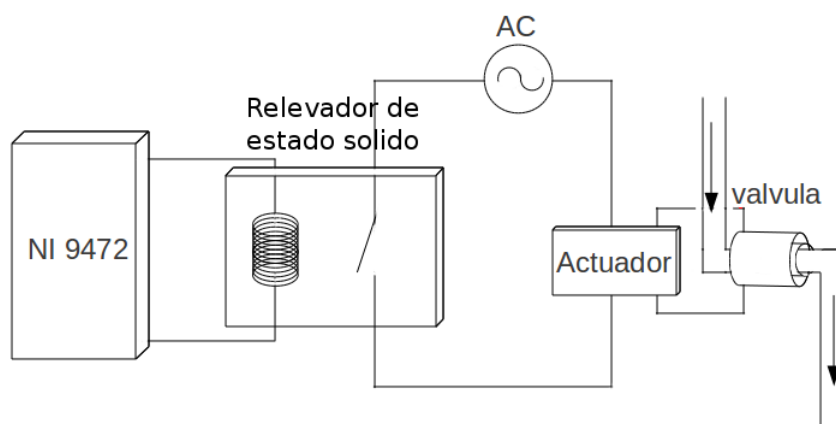 AC
Relevador de
estado solido
NI 9472
valvula
Actuador